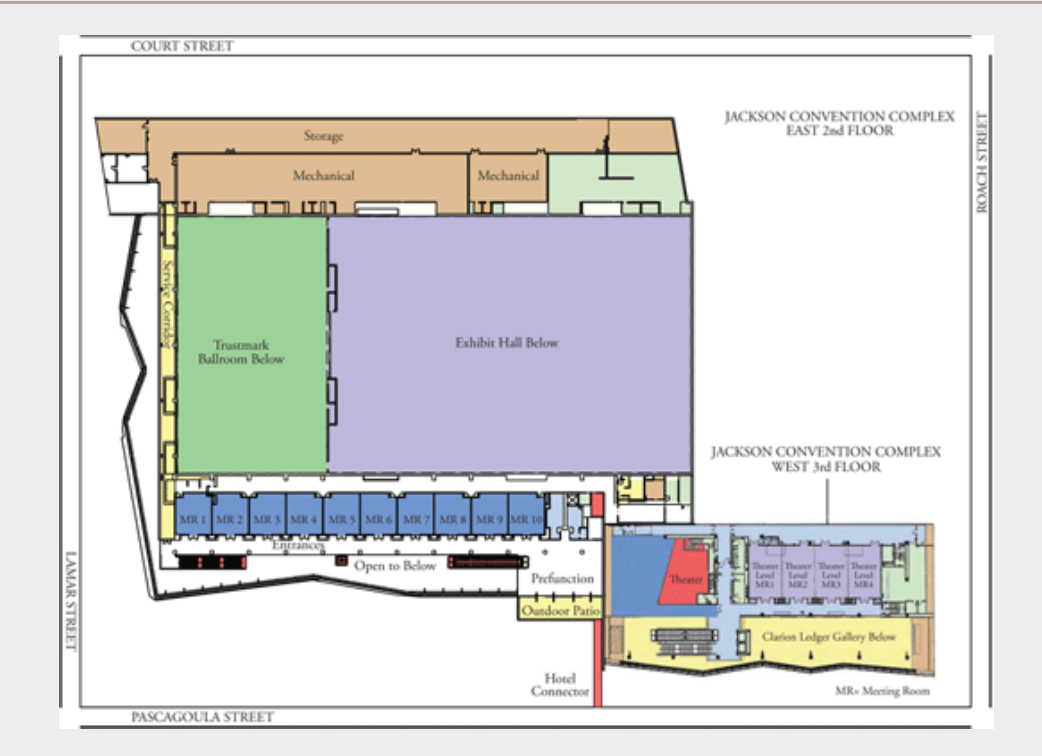 COURT STREET
JACKSON CONVENTION COMPLEX
EAST 2nd FLOOR
ROACH STREET
Storage
Mechanical
Mechanical
Service Corridor
Trustmark
Ballroom Below
Exhibit Hall Below
JACKSON CONVENTION COMPLEX
WEST 3rd FLOOR
MR 1
MR 2
MR 3
MR 4
MR 5
MR 6
MR 7
MR 8
MR 9
MR 10
Entrances
Open to Below
Prefunction
Outdoor Patio
Theater
Theater
Level
MR1
Theater
Level
MR2
Theater
Level
MR3
Theater
Level
MR4
Clarion Ledger Gallery Below
LAMAR STREET
Hotel
Connector
MR= Meeting Room
PASCAGOULA STREET